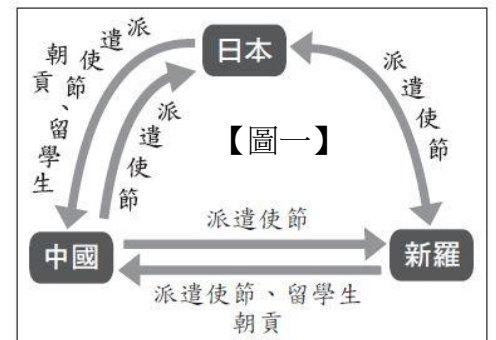 日本
派遣使節
朝貢、留學生
派遣使節
派遣使節
【圖一】
派遣使節
中國
新羅
派遣使節、留學生
朝貢